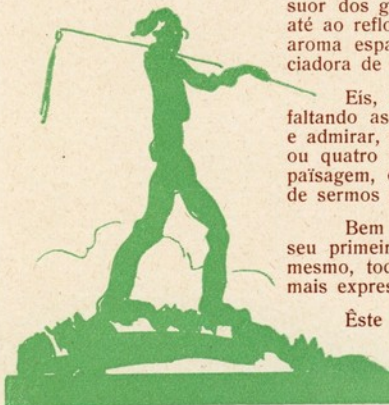 suor dos g
até ao reflo
aroma espa
ciadora de
Eis,
faltando as
e admirar,
ou quatro
païsagem, e
de sermos
Bem
seu primeir
mesmo, tod
mais expres
Êste